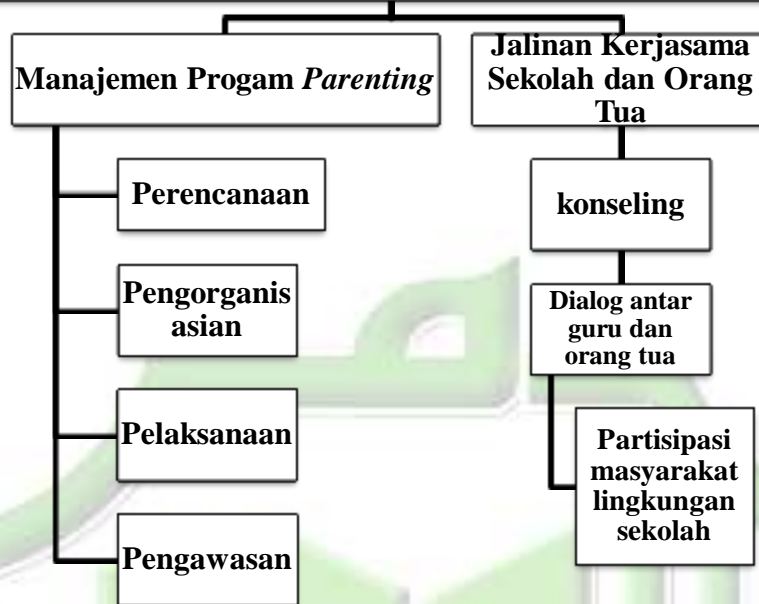 Manajemen Progam Parenting
Perencanaan
Pengorganis
asian
Pelaksanaan
Pengawasan
Jalinan Kerjasama
Sekolah dan Orang
Tua
konseling
Dialog antar
guru dan
orang tua
Partisipasi
masyarakat
lingkungan
sekolah